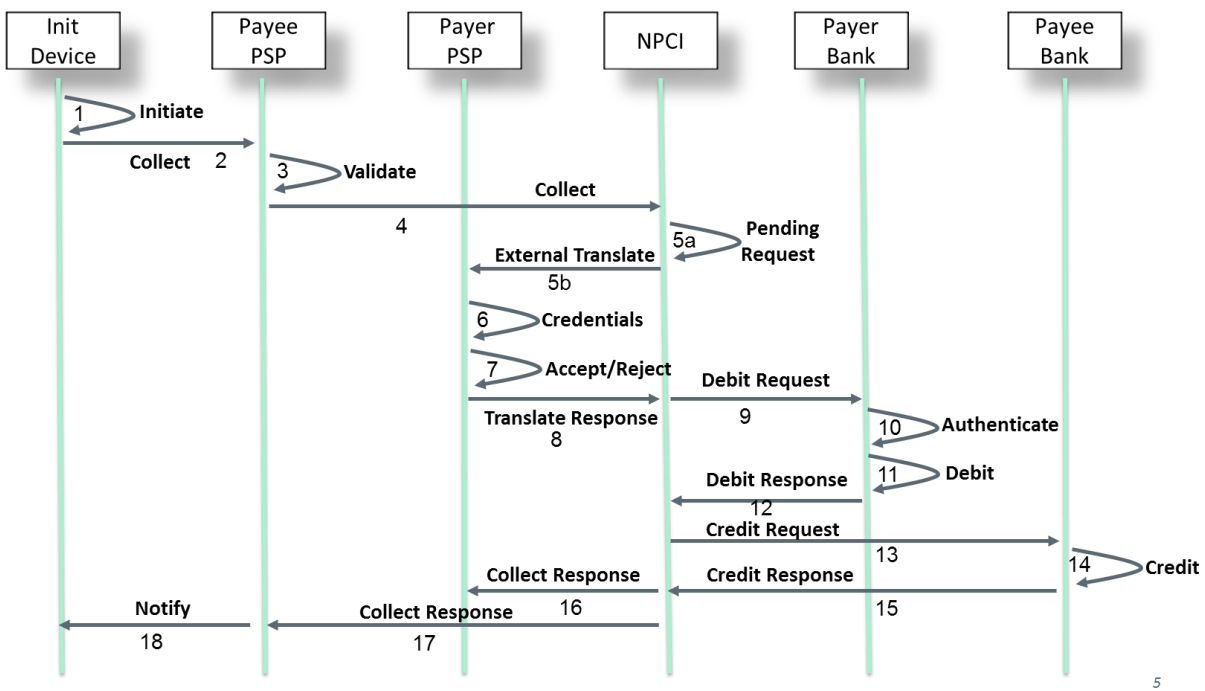 Init
Device
Payee
PSP
Payer
PSP
NPCI
Payer
Bank
Payee
Bank
1 Initiate
Collect 2
3 Validate
Collect
4
5a Pending
Request
External Translate
5b
6 Credentials
7 Accept/Reject
Debit Request
9
Translate Response
8
10 Authenticate
11 Debit
Debit Response
12
Credit Request
13
14 Credit
Credit Response
15
Collect Response
16
Collect Response
17
Notify
18
5